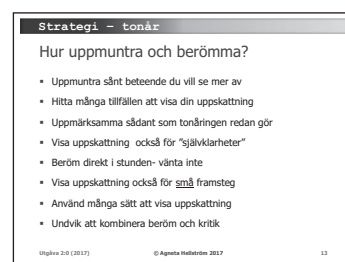 Strategi – tonår
Hur uppmuntra och berömma?
▪ Uppmuntra sånt beteende du vill se mer av
▪ Hitta många tillfällen att visa din uppskattning
▪ Uppmärksamma sådant som tonåringen redan gör
▪ Visa uppskattning också för "självklarheter"
▪ Beröm direkt i stunden- vänta inte
▪ Visa uppskattning också för små framsteg
▪ Använd många sätt att visa uppskattning
▪ Undvik att kombinera beröm och kritik
Utgåva 2:0 (2017) © Agneta Hellström 2017 13